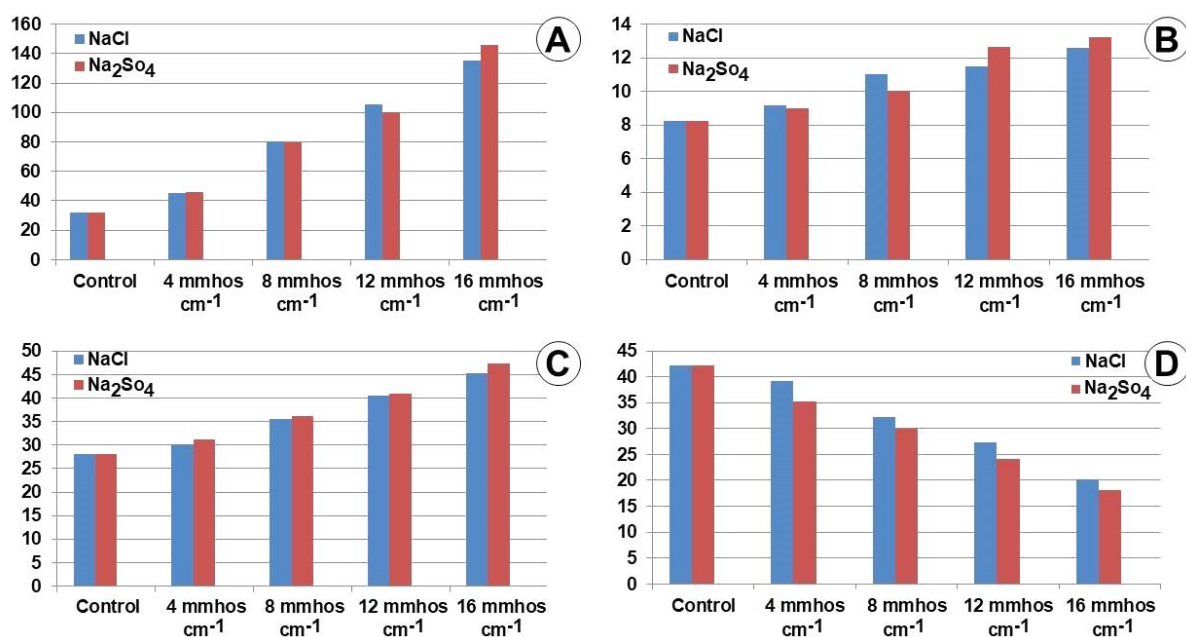 160
140
120
100
80
60
40
20
0
NaCl
Na2So4
A
Control
4 mmhos cm-1
8 mmhos cm-1
12 mmhos cm-1
16 mmhos cm-1
14
12
10
8
6
4
2
0
NaCl
Na2So4
B
Control
4 mmhos cm-1
8 mmhos cm-1
12 mmhos cm-1
16 mmhos cm-1
50
45
40
35
30
25
20
15
10
5
0
NaCl
Na2So4
C
Control
4 mmhos cm-1
8 mmhos cm-1
12 mmhos cm-1
16 mmhos cm-1
45
40
35
30
25
20
15
10
5
0
NaCl
Na2So4
D
Control
4 mmhos cm-1
8 mmhos cm-1
12 mmhos cm-1
16 mmhos cm-1